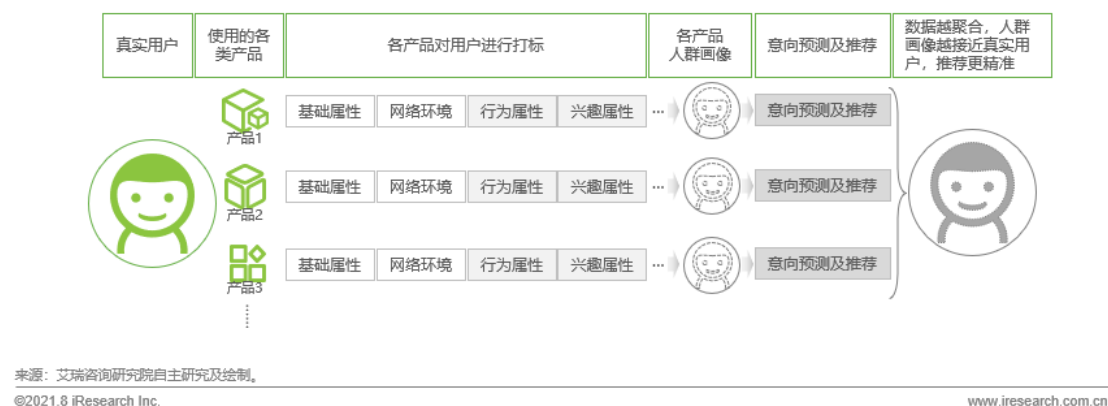 真实用户
使用的各
类产品
各产品对用户进行打标
各产品
人群画像
意向预测及推荐
数据越聚合，人群
画像越接近真实用
户，推荐更精准
产品1
基础属性 网络环境 行为属性 兴趣属性 ... 意向预测及推荐
产品2
基础属性 网络环境 行为属性 兴趣属性 ... 意向预测及推荐
产品3
基础属性 网络环境 行为属性 兴趣属性 ... 意向预测及推荐
来源：艾瑞咨询研究院自主研究及绘制。
©2021.8 iResearch Inc. www.iresearch.com.cn